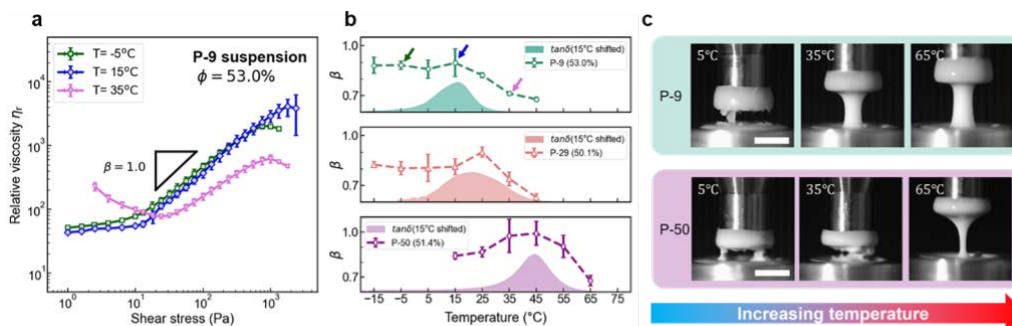 a
T= -5°C
T= 15°C
T= 35°C
P-9 suspension
ϕ = 53.0%
β = 1.0
Relative viscosity ηr
10⁴
10³
10²
10¹
10⁰ 10¹ 10² 10³
Shear stress (Pa)
b
tanδ(15°C shifted)
P-9 (53.0%)
β
1.0
0.7
tanδ(15°C shifted)
P-29 (50.1%)
β
1.0
0.7
tanδ(15°C shifted)
P-50 (51.4%)
β
1.0
0.7
-15 -5 5 15 25 35 45 55 65 75
Temperature (°C)
c
P-9
5°C 35°C 65°C
P-50
5°C 35°C 65°C
Increasing temperature